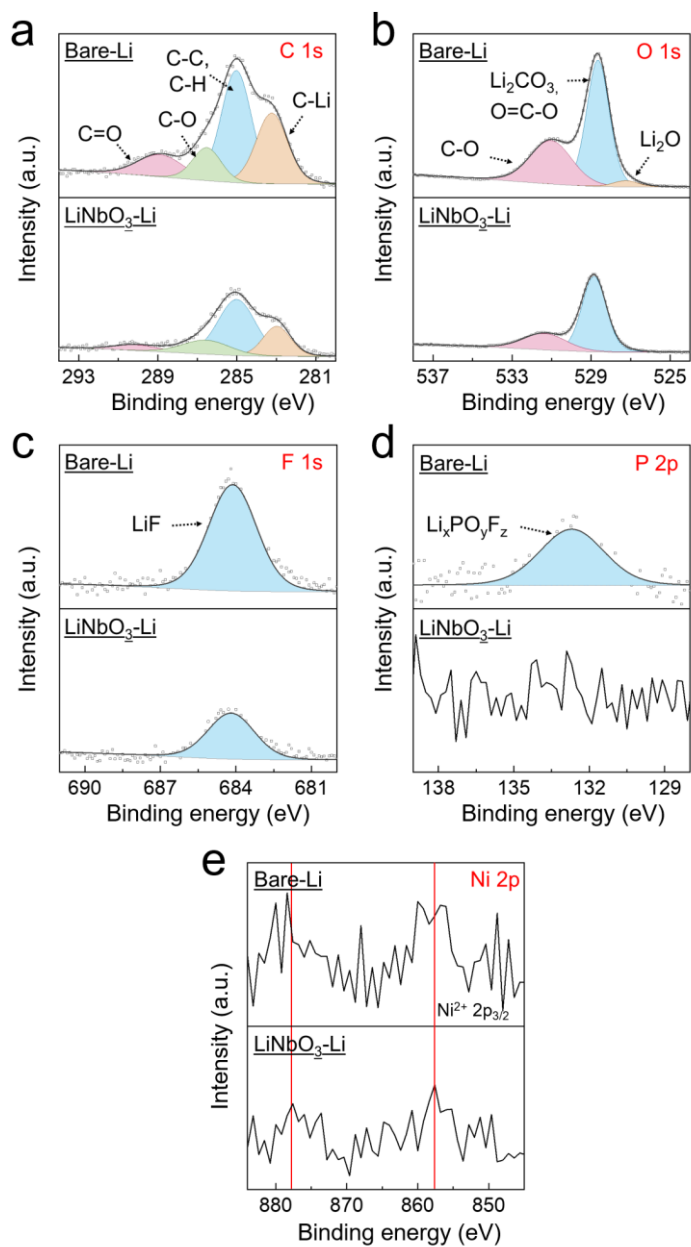 a
Bare-Li
C 1s
C-C,
C-H
C-Li
C-O
C=O
LiNbO3-Li
Intensity (a.u.)
293 289 285 281
Binding energy (eV)
b
Bare-Li
O 1s
Li2CO3,
O=C-O
Li2O
C-O
LiNbO3-Li
Intensity (a.u.)
537 533 529 524
Binding energy (eV)
c
Bare-Li
F 1s
LiF
LiNbO3-Li
Intensity (a.u.)
690 687 684 681
Binding energy (eV)
d
Bare-Li
P 2p
LixPOyFz
LiNbO3-Li
Intensity (a.u.)
138 135 132 129
Binding energy (eV)
e
Bare-Li
Ni 2p
Ni2+ 2p3/2
LiNbO3-Li
Intensity (a.u.)
880 870 860 850
Binding energy (eV)